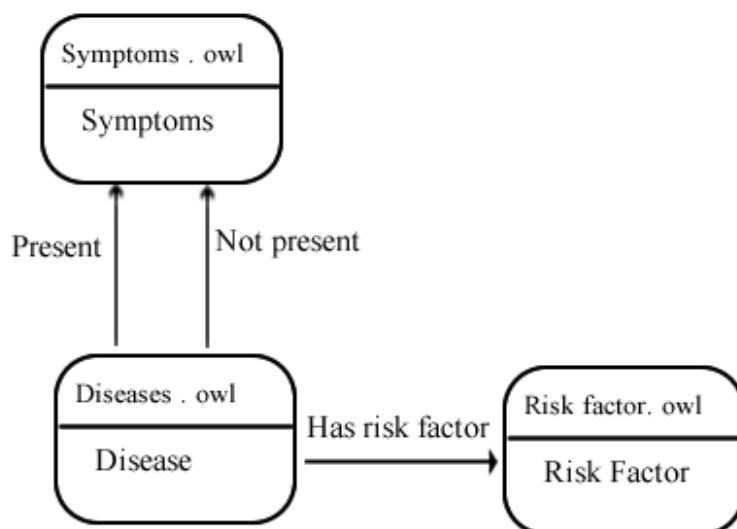 Symptoms . owl
Symptoms
Present
Not present
Diseases . owl
Disease
Has risk factor
Risk factor. owl
Risk Factor